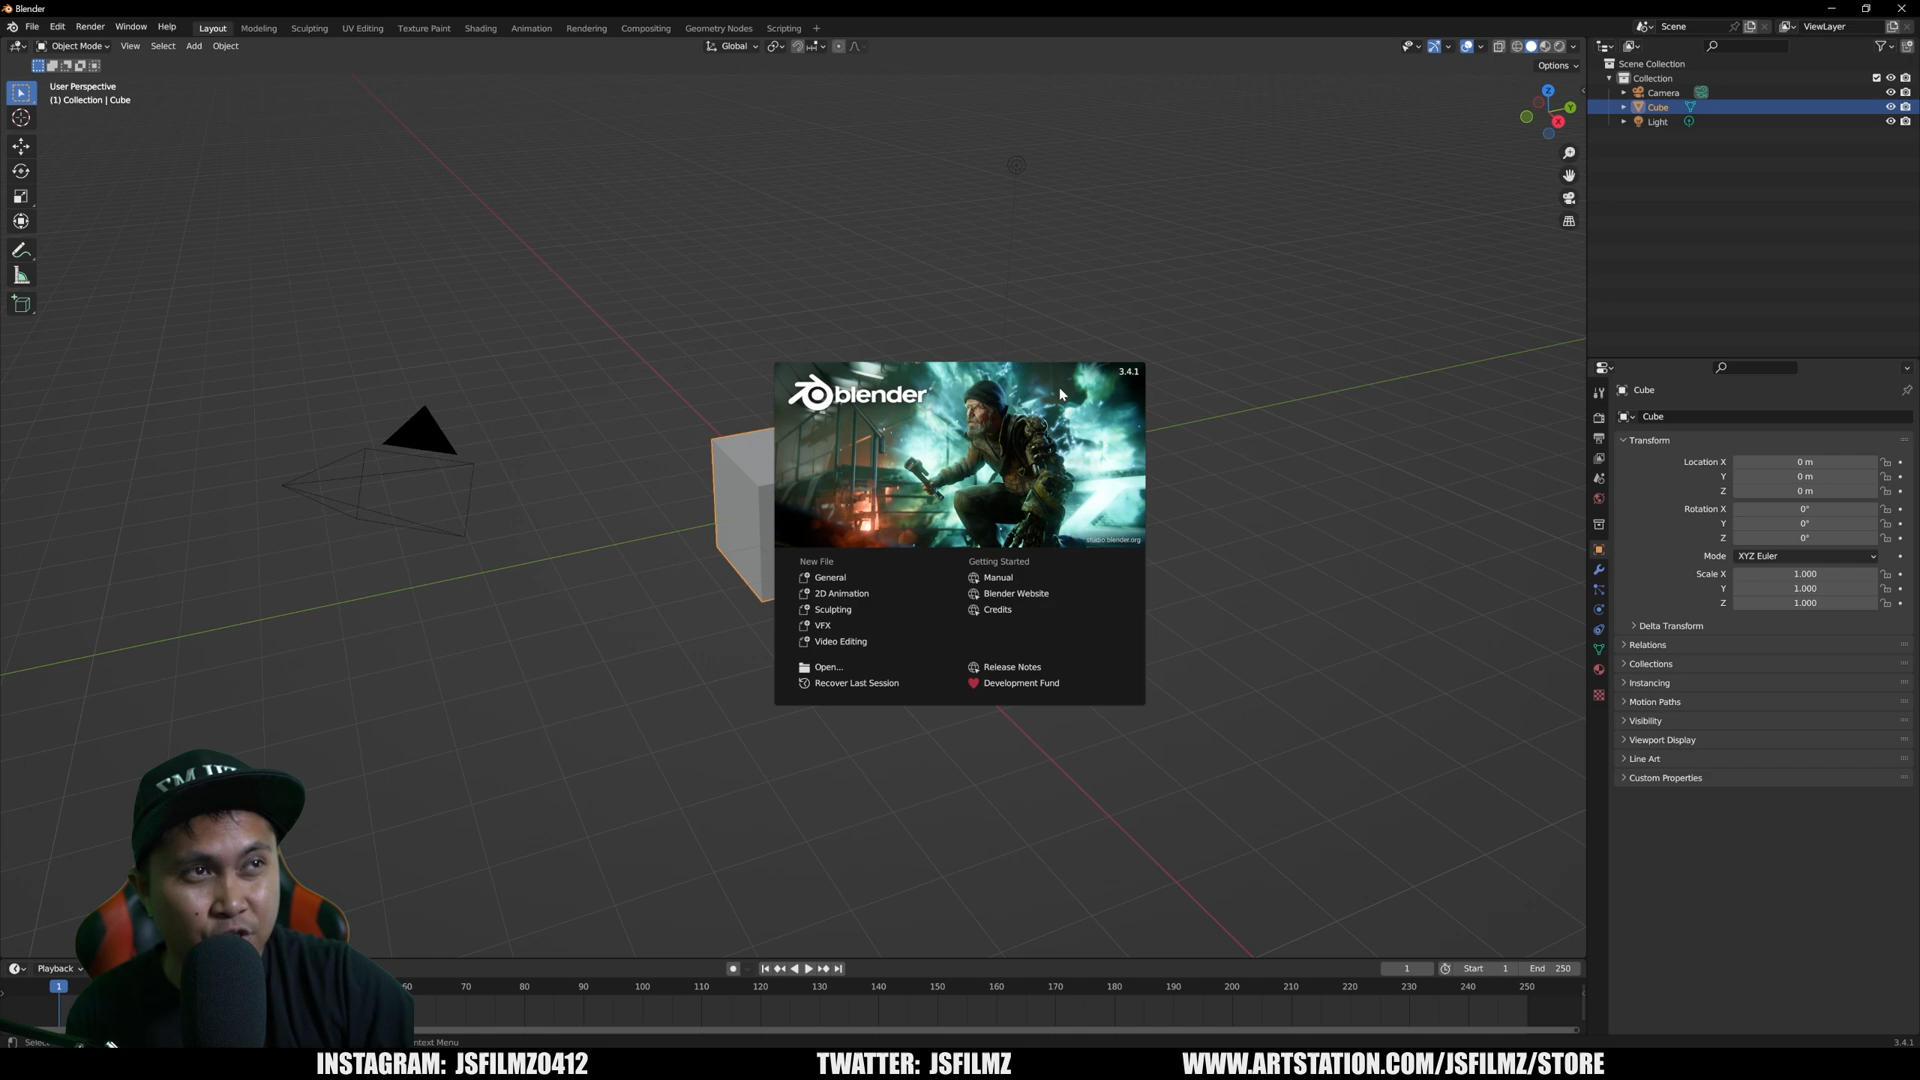 Blender
File Edit Render Window Help Layout Modeling Sculpting UV Editing Texture Paint Shading Animation Rendering Compositing Geometry Nodes Scripting + Scene ViewLayer
Object Mode View Select Add Object Global
Options
User Perspective
(1) Collection | Cube
Z
Y
X
Scene Collection
Collection
Camera
Cube
Light
blender
3.4.1
studio.blender.org
New File
General
2D Animation
Sculpting
VFX
Video Editing
Open...
Recover Last Session
Getting Started
Manual
Blender Website
Credits
Release Notes
Development Fund
Cube
Cube
Transform
Location X 0 m
Y 0 m
Z 0 m
Rotation X 0°
Y 0°
Z 0°
Mode XYZ Euler
Scale X 1.000
Y 1.000
Z 1.000
Delta Transform
Relations
Collections
Instancing
Motion Paths
Visibility
Viewport Display
Line Art
Custom Properties
Playback 1 Start 1 End 250
1 60 70 80 90 100 110 120 130 140 150 160 170 180 190 200 210 220 230 240 250
Select
ntext Menu
3.4.1
INSTAGRAM: JSFILMZ0412 TWATTER: JSFILMZ WWW.ARTSTATION.COM/JSFILMZ/STORE